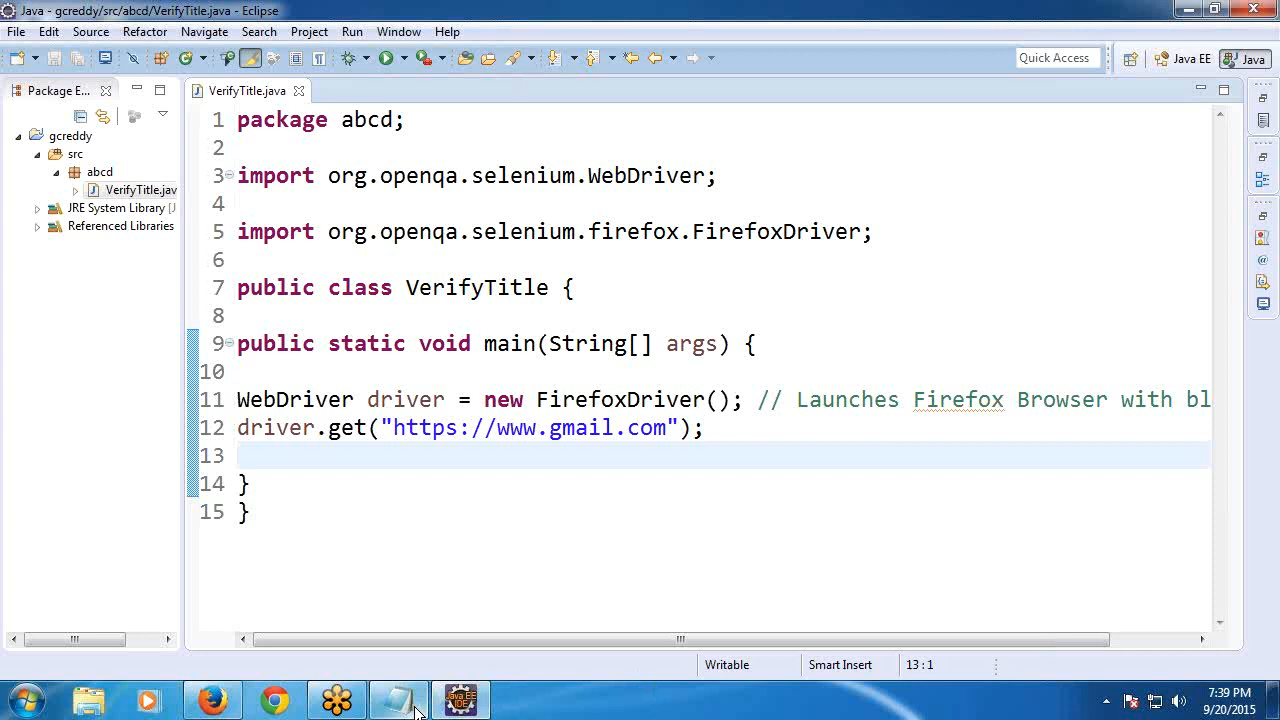 Java - gcreddy/src/abcd/VerifyTitle.java - Eclipse
File Edit Source Refactor Navigate Search Project Run Window Help
Quick Access Java EE Java
Package E... VerifyTitle.java
gcreddy
src
abcd
VerifyTitle.jav
JRE System Library [J
Referenced Libraries
1 package abcd;
2
3 import org.openqa.selenium.WebDriver;
4
5 import org.openqa.selenium.firefox.FirefoxDriver;
6
7 public class VerifyTitle {
8
9 public static void main(String[] args) {
10
11 WebDriver driver = new FirefoxDriver(); // Launches Firefox Browser with bl
12 driver.get("https://www.gmail.com");
13
14 }
15 }
Writable Smart Insert 13 : 1
Java EE
IDE
7:39 PM
9/20/2015